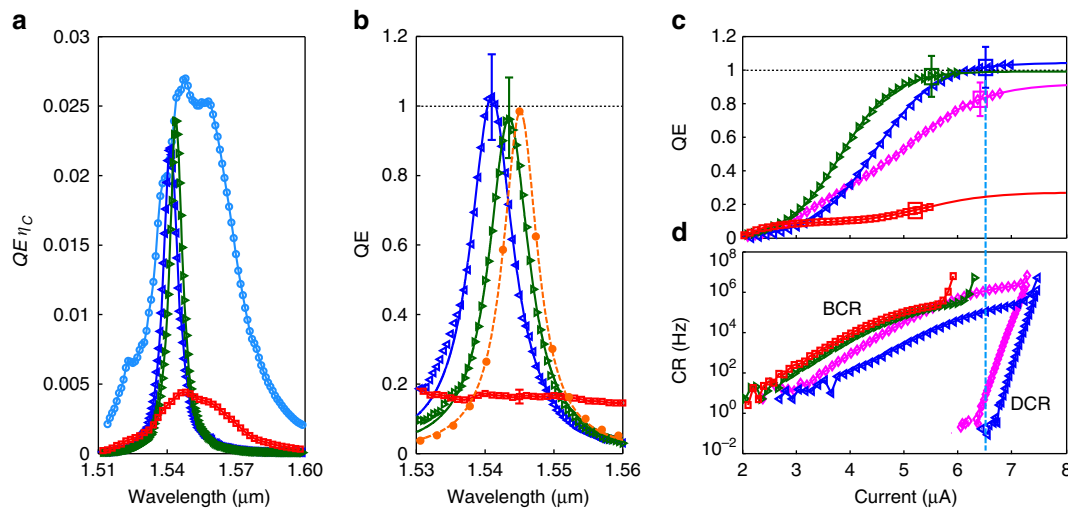 a
0.03
0.025
0.02
0.015
0.01
0.005
0
QE ηC
1.51 1.54 1.57 1.60
Wavelength (μm)
b
1.2
1
0.8
0.6
0.4
0.2
0
QE
1.53 1.54 1.55 1.56
Wavelength (μm)
c
1.2
1
0.8
0.6
0.4
0.2
0
QE
d
10^8
10^6
10^4
10^2
10^0
10^−2
CR (Hz)
BCR
DCR
2 3 4 5 6 7 8
Current (μA)